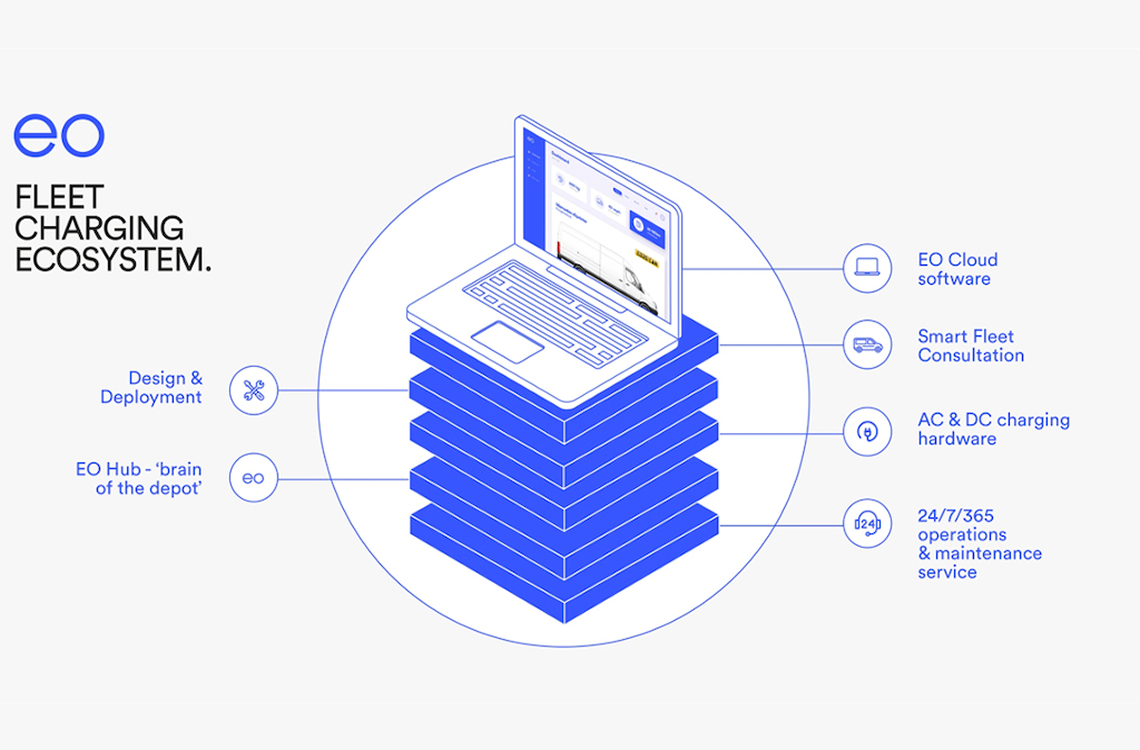 eo
FLEET
CHARGING
ECOSYSTEM.
Design &
Deployment
EO Hub - ‘brain
of the depot’
eo
EO Cloud
software
Smart Fleet
Consultation
AC & DC charging
hardware
24
24/7/365
operations
& maintenance
service